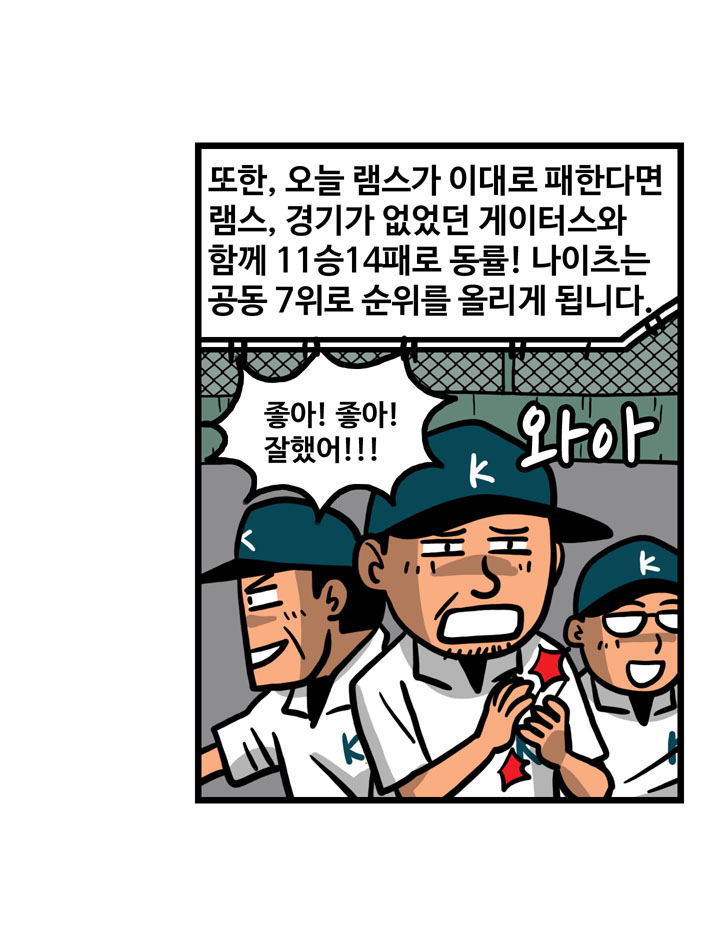 또한, 오늘 램스가 이대로 패한다면
램스, 경기가 없었던 게이터스와
함께 11승14패로 동률! 나이츠는
공동 7위로 순위를 올리게 됩니다.
좋아! 좋아!
잘했어!!!
와아
K
K
K
K
K
K